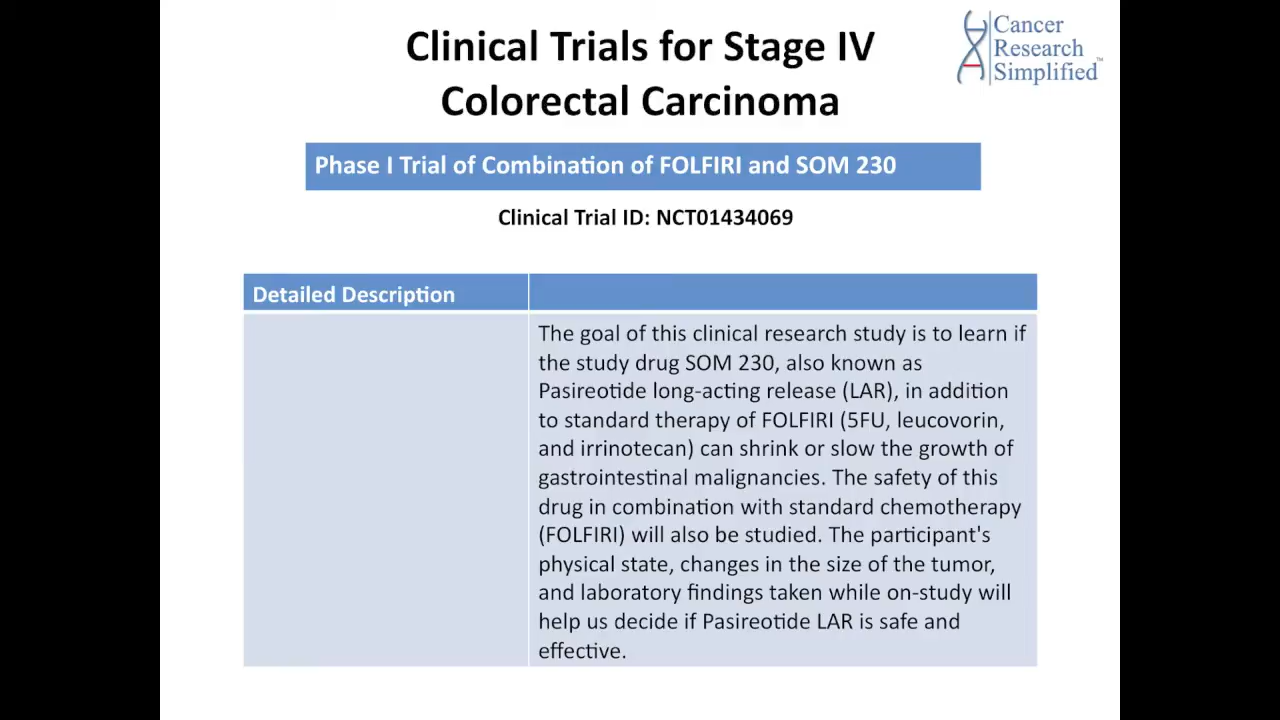 Clinical Trials for Stage IV
Colorectal Carcinoma
Cancer
Research
Simplified™
Phase I Trial of Combination of FOLFIRI and SOM 230
Clinical Trial ID: NCT01434069
Detailed Description
The goal of this clinical research study is to learn if
the study drug SOM 230, also known as
Pasireotide long-acting release (LAR), in addition
to standard therapy of FOLFIRI (5FU, leucovorin,
and irrinotecan) can shrink or slow the growth of
gastrointestinal malignancies. The safety of this
drug in combination with standard chemotherapy
(FOLFIRI) will also be studied. The participant's
physical state, changes in the size of the tumor,
and laboratory findings taken while on-study will
help us decide if Pasireotide LAR is safe and
effective.